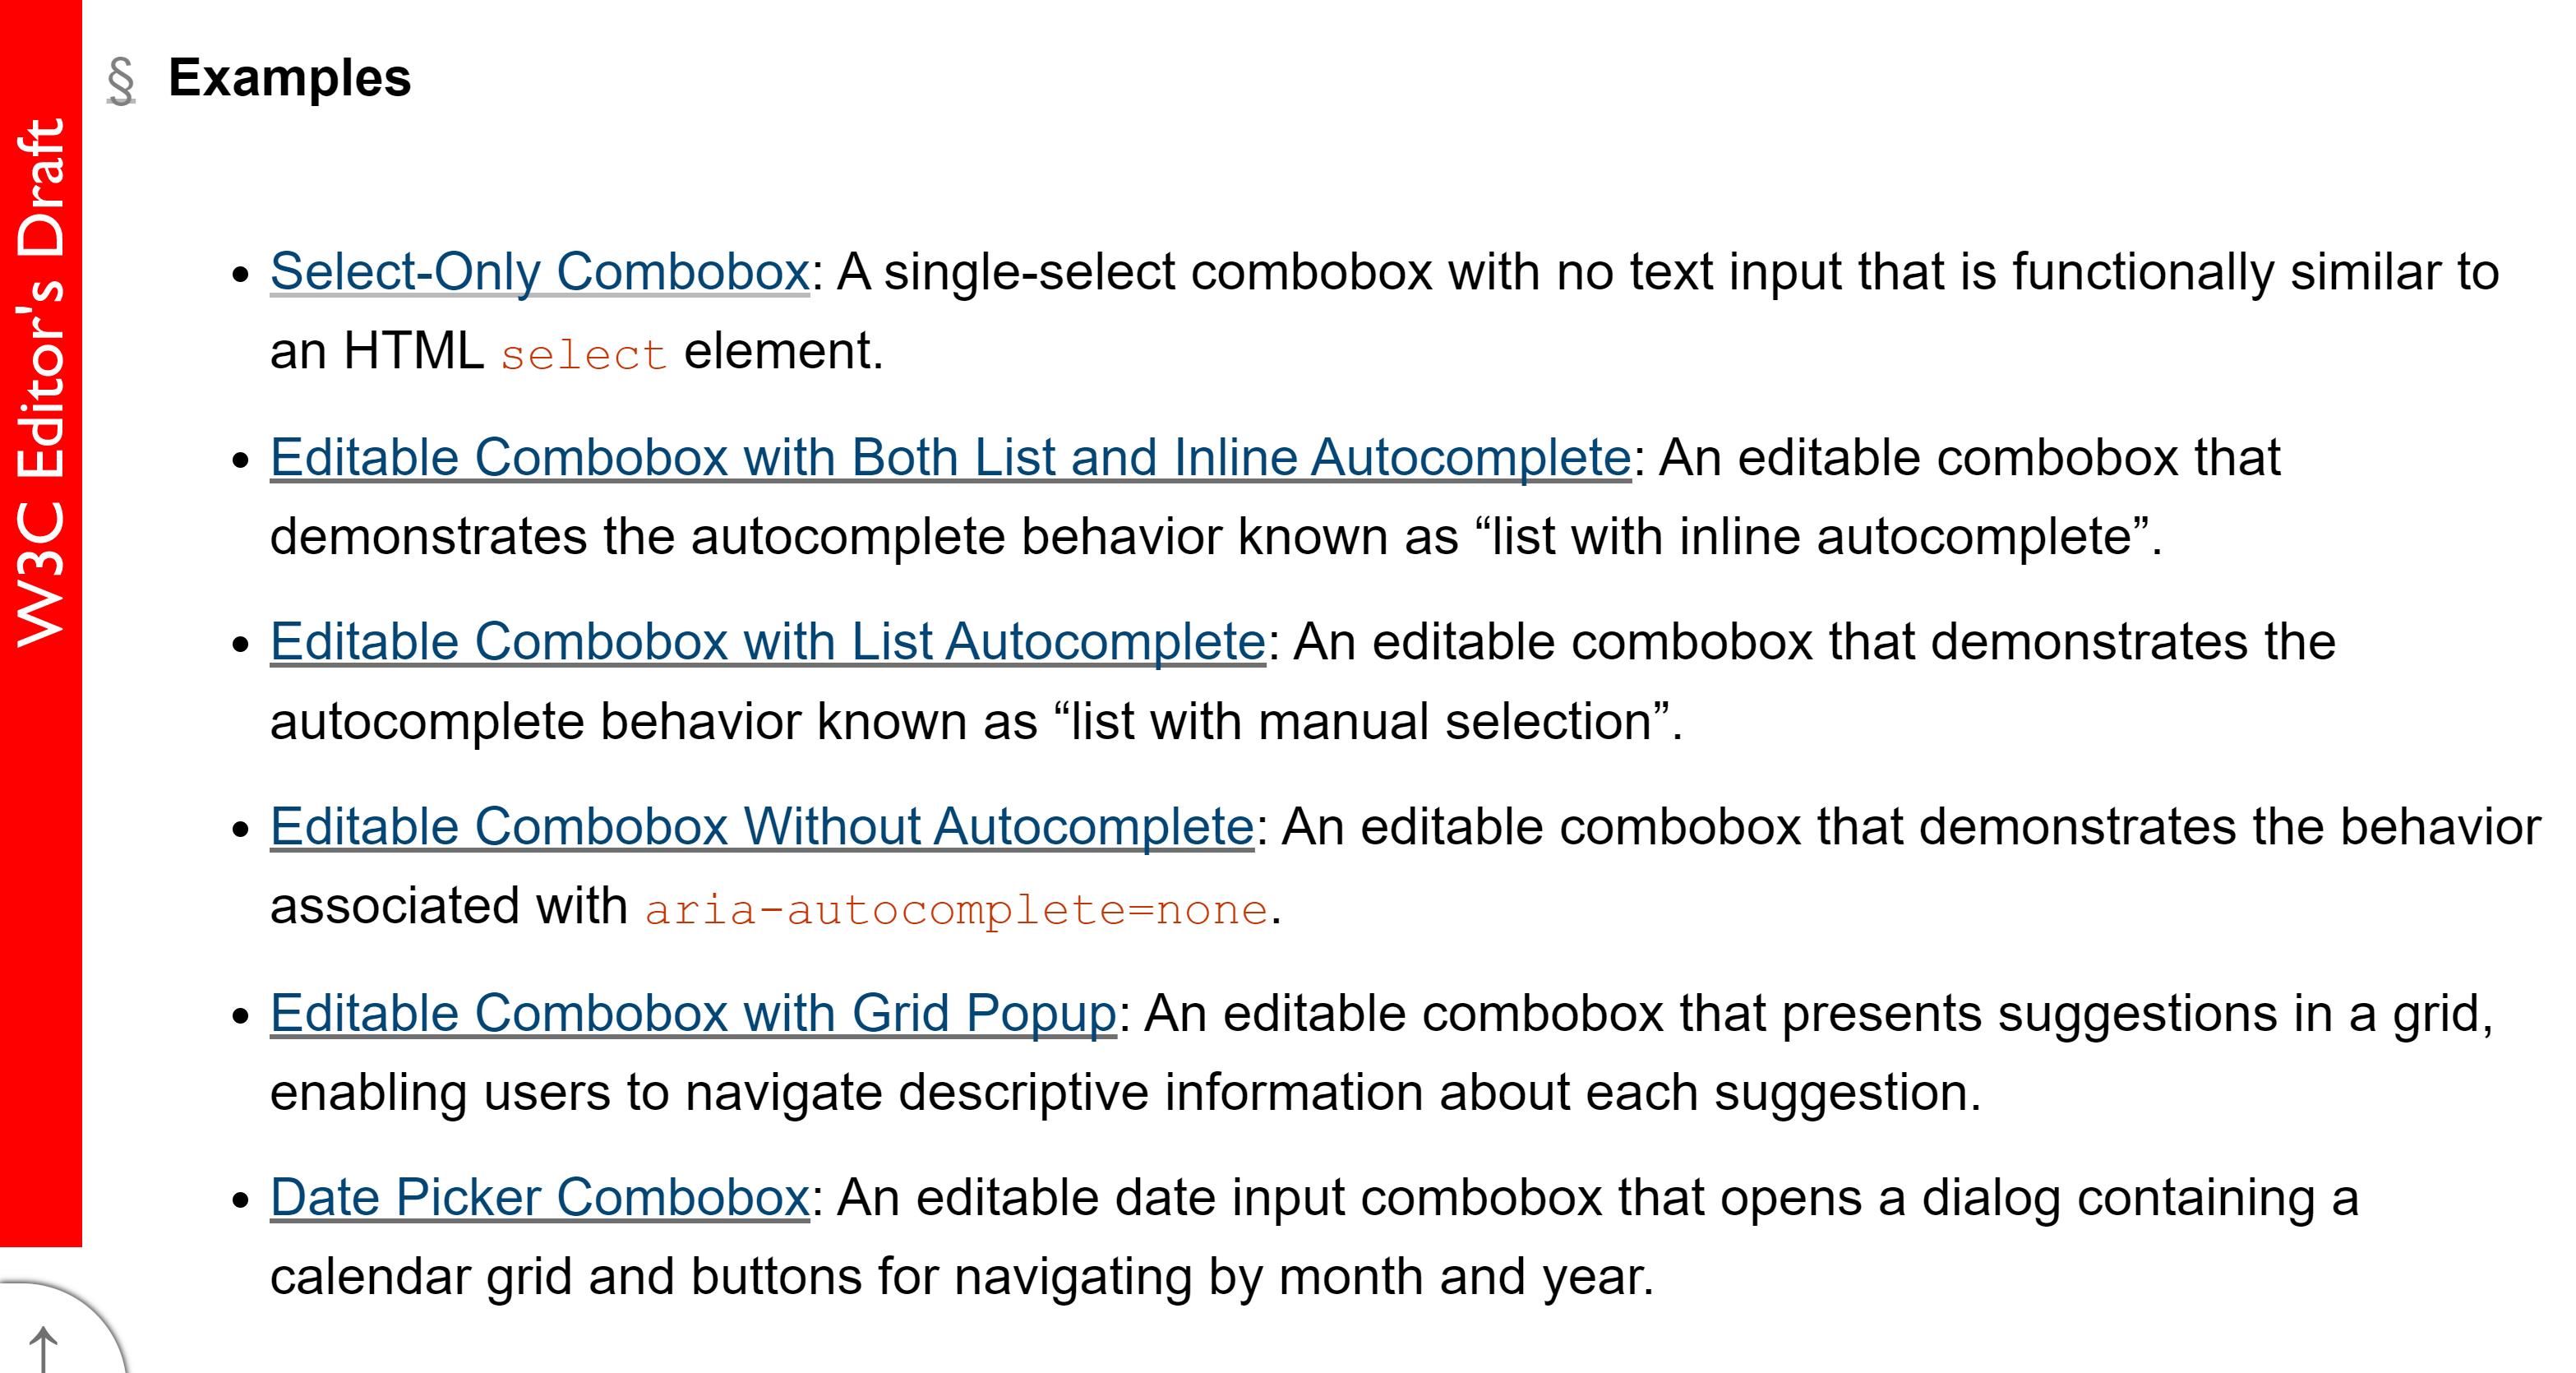 W3C Editor's Draft
§ Examples
• Select-Only Combobox: A single-select combobox with no text input that is functionally similar to
an HTML select element.
• Editable Combobox with Both List and Inline Autocomplete: An editable combobox that
demonstrates the autocomplete behavior known as “list with inline autocomplete”.
• Editable Combobox with List Autocomplete: An editable combobox that demonstrates the
autocomplete behavior known as “list with manual selection”.
• Editable Combobox Without Autocomplete: An editable combobox that demonstrates the behavior
associated with aria-autocomplete=none.
• Editable Combobox with Grid Popup: An editable combobox that presents suggestions in a grid,
enabling users to navigate descriptive information about each suggestion.
• Date Picker Combobox: An editable date input combobox that opens a dialog containing a
calendar grid and buttons for navigating by month and year.
↑